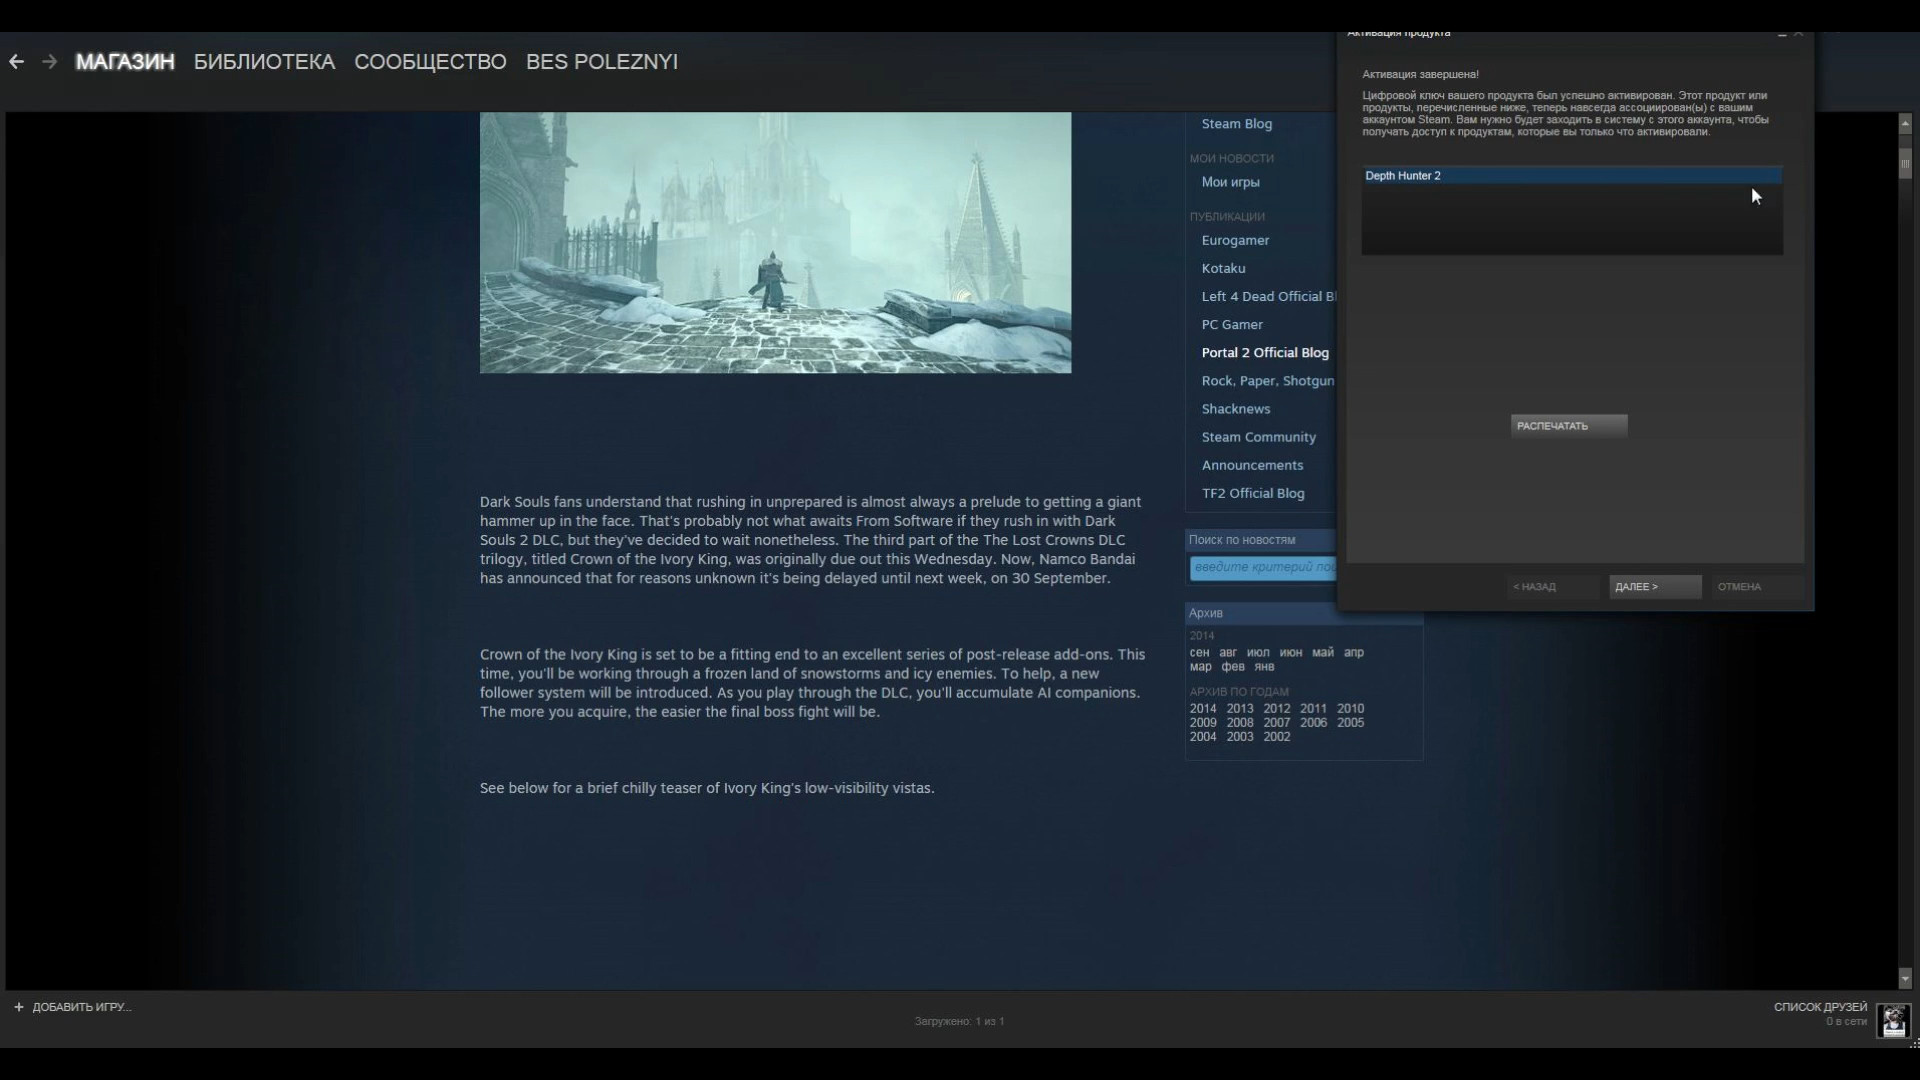 МАГАЗИН БИБЛИОТЕКА СООБЩЕСТВО BES POLEZNYI
Dark Souls fans understand that rushing in unprepared is almost always a prelude to getting a giant
hammer up in the face. That's probably not what awaits From Software if they rush in with Dark
Souls 2 DLC, but they've decided to wait nonetheless. The third part of the The Lost Crowns DLC
trilogy, titled Crown of the Ivory King, was originally due out this Wednesday. Now, Namco Bandai
has announced that for reasons unknown it's being delayed until next week, on 30 September.
Crown of the Ivory King is set to be a fitting end to an excellent series of post-release add-ons. This
time, you'll be working through a frozen land of snowstorms and icy enemies. To help, a new
follower system will be introduced. As you play through the DLC, you'll accumulate AI companions.
The more you acquire, the easier the final boss fight will be.
See below for a brief chilly teaser of Ivory King's low-visibility vistas.
Steam Blog
МОИ НОВОСТИ
Мои игры
ПУБЛИКАЦИИ
Eurogamer
Kotaku
Left 4 Dead Official Bl
PC Gamer
Portal 2 Official Blog
Rock, Paper, Shotgun
Shacknews
Steam Community
Announcements
TF2 Official Blog
Поиск по новостям
введите критерий пои
Архив
2014
сен авг июл июн май апр
мар фев янв
АРХИВ ПО ГОДАМ
2014 2013 2012 2011 2010
2009 2008 2007 2006 2005
2004 2003 2002
Активация продукта
Активация завершена!
Цифровой ключ вашего продукта был успешно активирован. Этот продукт или
продукты, перечисленные ниже, теперь навсегда ассоциирован(ы) с вашим
аккаунтом Steam. Вам нужно будет заходить в систему с этого аккаунта, чтобы
получать доступ к продуктам, которые вы только что активировали.
Depth Hunter 2
РАСПЕЧАТАТЬ
< НАЗАД ДАЛЕЕ > ОТМЕНА
+ ДОБАВИТЬ ИГРУ...
Загружено: 1 из 1
СПИСОК ДРУЗЕЙ
0 в сети